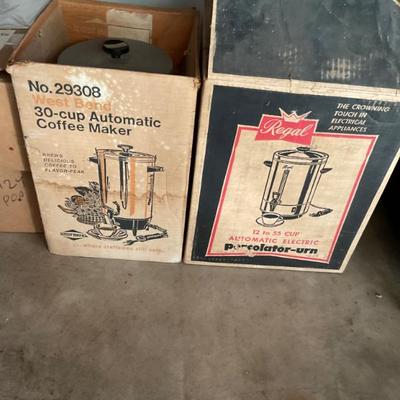 No. 29308
West Bend
30-cup Automatic
Coffee Maker
BREWS
DELICIOUS
COFFEE TO
FLAVOR-PEAK
THE CROWNING
TOUCH IN
ELECTRICAL
APPLIANCES
Regal
12 to 55 CUP
AUTOMATIC ELECTRIC
percolator-urn